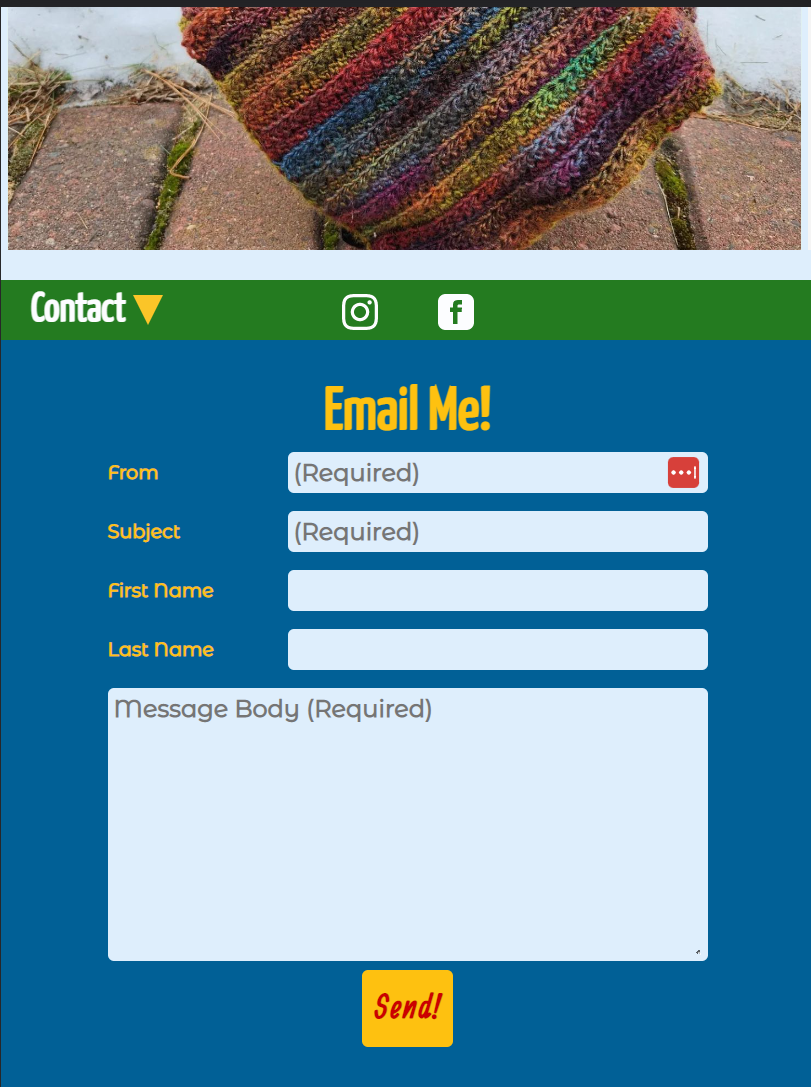 Contact
Email Me!
From (Required)
Subject (Required)
First Name
Last Name
Message Body (Required)
Send!